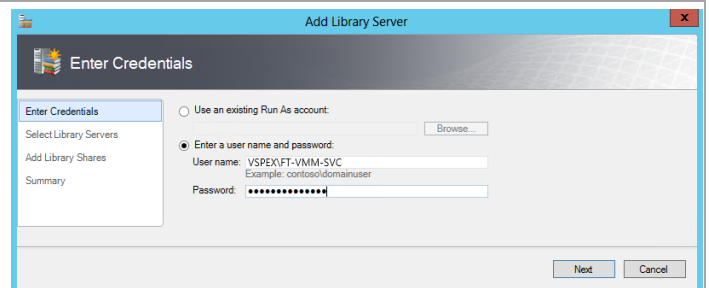 Add Library Server
x
Enter Credentials
Enter Credentials
Select Library Servers
Add Library Shares
Summary
Use an existing Run As account:
Browse...
Enter a user name and password:
User name: VSPEX\FT-VMM-SVC
Example: contoso\domainuser
Password: ••••••••••••••
Next Cancel